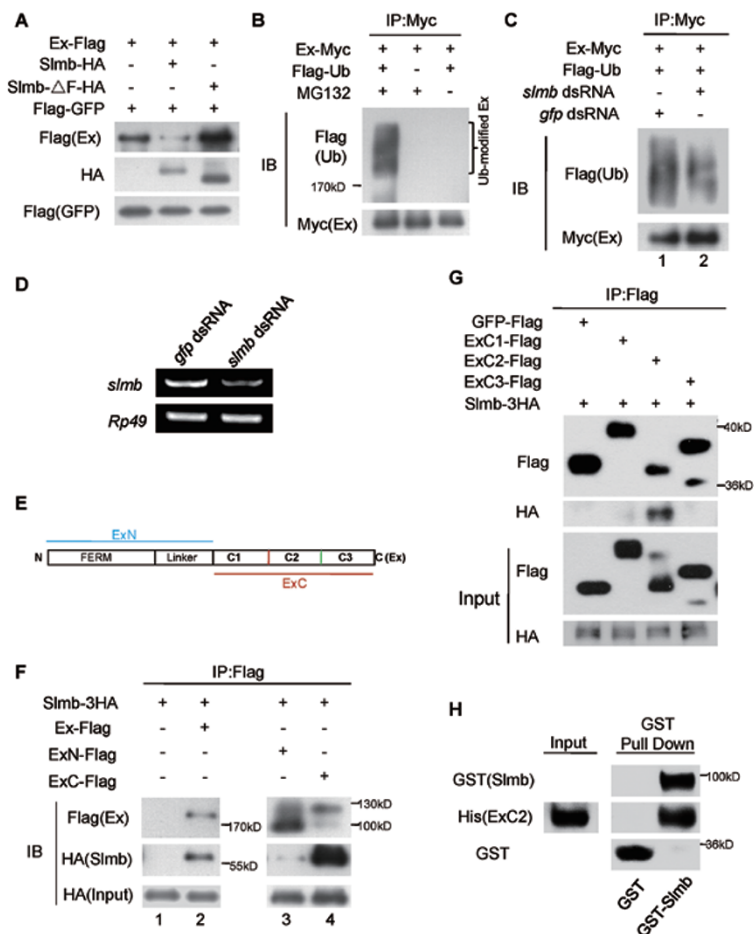 A
Ex-Flag + + +
Slmb-HA +
Slmb-△F-HA +
Flag-GFP + + +
Flag(Ex)
HA
Flag(GFP)
B
IP:Myc
Ex-Myc + + +
Flag-Ub + - +
MG132 + + -
IB
Flag
(Ub)
170kD
Ub-modified Ex
Myc(Ex)
C
IP:Myc
Ex-Myc + +
Flag-Ub + +
slmb dsRNA - +
gfp dsRNA + -
IB
Flag(Ub)
Myc(Ex)
1 2
D
gfp dsRNA
slmb dsRNA
slmb
Rp49
E
ExN
N FERM Linker C1 C2 C3 C (Ex)
ExC
F
IP:Flag
Slmb-3HA + + + +
Ex-Flag - + - -
ExN-Flag - - + -
ExC-Flag - - - +
IB
Flag(Ex) 170kD 130kD
100kD
HA(Slmb) 55kD
HA(Input)
1 2 3 4
G
IP:Flag
GFP-Flag +
ExC1-Flag +
ExC2-Flag +
ExC3-Flag +
Slmb-3HA + + + +
40kD
Flag
36kD
HA
Input
Flag
HA
H
Input
GST
Pull Down
GST(Slmb) 100kD
His(ExC2)
GST 36kD
GST
GST-Slmb